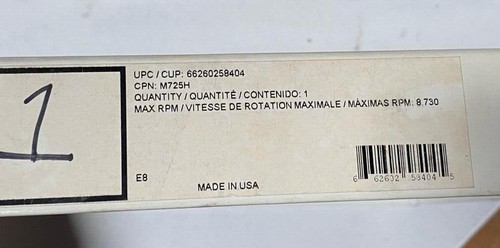 1
UPC / CUP: 66260258404
CPN: M725H
QUANTITY / QUANTITÉ / CONTENIDO: 1
MAX RPM / VITESSE DE ROTATION MAXIMALE / MÁXIMAS RPM: 8.730
E8
MADE IN USA
6 62602 58404 5